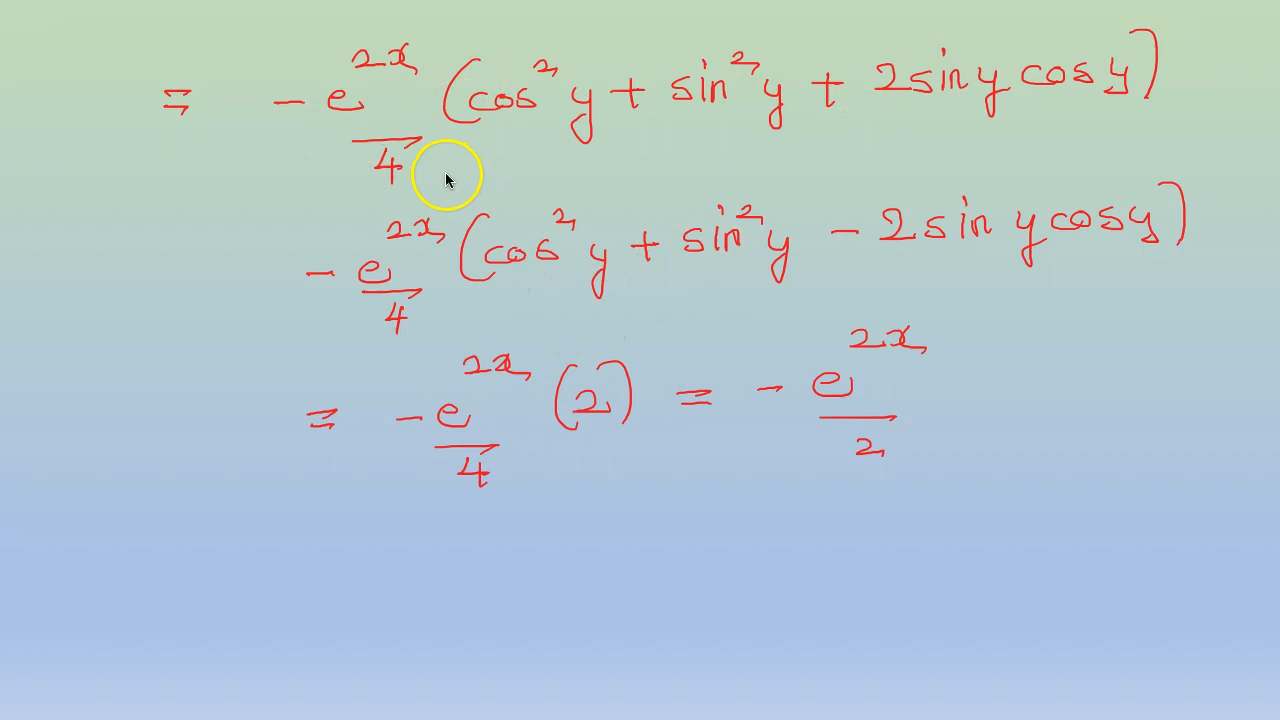 = - e^{2x}/4 (cos²y + sin²y + 2 sin y cos y)
- e^{2x}/4 (cos²y + sin²y - 2 sin y cos y)
= - e^{2x}/4 (2) = - e^{2x}/2